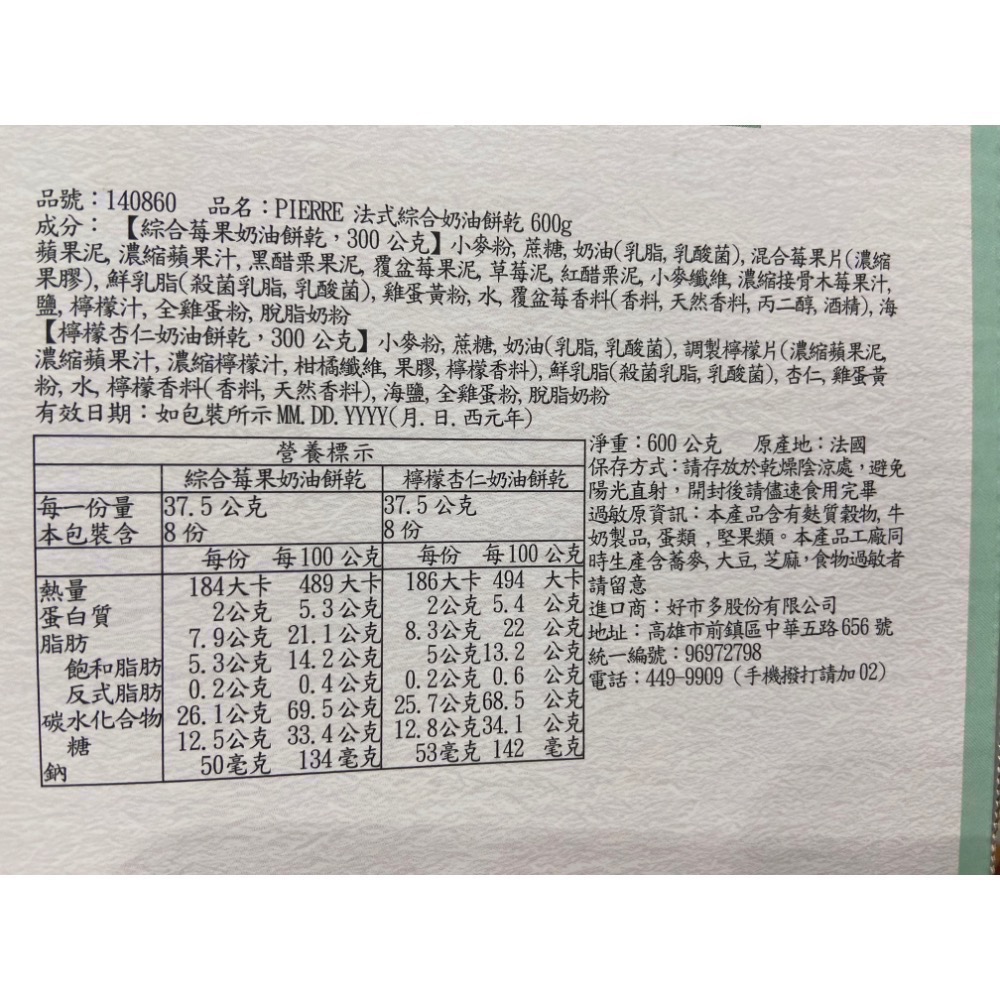 品號：140860 品名：PIERRE 法式綜合奶油餅乾 600g
成分：【綜合莓果奶油餅乾，300 公克】小麥粉, 蔗糖, 奶油(乳脂, 乳酸菌), 混合莓果片(濃縮
蘋果泥, 濃縮蘋果汁, 黑醋栗果泥, 覆盆莓果泥, 草莓泥, 紅醋栗泥, 小麥纖維, 濃縮接骨木莓果汁,
果膠), 鮮乳脂(殺菌乳脂, 乳酸菌), 雞蛋黃粉, 水, 覆盆莓香料(香料, 天然香料, 丙二醇, 酒精), 海
鹽, 檸檬汁, 全雞蛋粉, 脫脂奶粉
【檸檬杏仁奶油餅乾，300 公克】小麥粉, 蔗糖, 奶油(乳脂, 乳酸菌), 調製檸檬片(濃縮蘋果泥,
濃縮蘋果汁, 濃縮檸檬汁, 柑橘纖維, 果膠, 檸檬香料), 鮮乳脂(殺菌乳脂, 乳酸菌), 杏仁, 雞蛋黃
粉, 水, 檸檬香料(香料, 天然香料), 海鹽, 全雞蛋粉, 脫脂奶粉
有效日期：如包裝所示 MM.DD.YYYY(月.日.西元年)
營養標示
綜合莓果奶油餅乾 檸檬杏仁奶油餅乾
每一份量 37.5 公克 37.5 公克
本包裝含 8 份 8 份
每份 每100 公克 每份 每100 公克
熱量 184大卡 489 大卡 186大卡 494 大卡
蛋白質 2公克 5.3 公克 2公克 5.4 公克
脂肪 7.9公克 21.1 公克 8.3公克 22 公克
飽和脂肪 5.3公克 14.2 公克 5公克 13.2 公克
反式脂肪 0.2公克 0.4 公克 0.2公克 0.6 公克
碳水化合物 26.1公克 69.5 公克 25.7公克 68.5 公克
糖 12.5公克 33.4 公克 12.8公克 34.1 公克
鈉 50毫克 134 毫克 53毫克 142 毫克
淨重：600 公克 原產地：法國
保存方式：請存放於乾燥陰涼處，避免
陽光直射，開封後請儘速食用完畢
過敏原資訊：本產品含有麩質穀物, 牛
奶製品, 蛋類 , 堅果類。本產品工廠同
時生產含蕎麥, 大豆, 芝麻，食物過敏者
請留意
進口商：好市多股份有限公司
地址：高雄市前鎮區中華五路 656 號
統一編號：96972798
電話：449-9909（手機撥打請加 02）